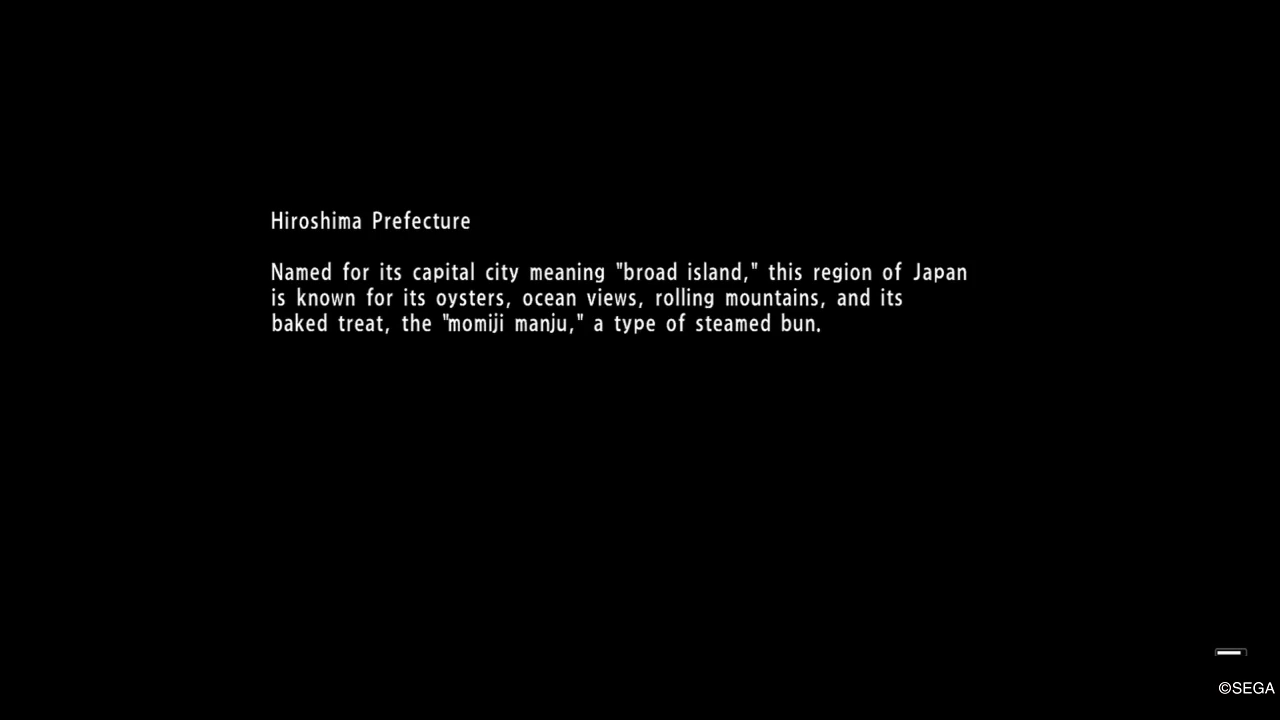 Hiroshima Prefecture
Named for its capital city meaning "broad island," this region of Japan
is known for its oysters, ocean views, rolling mountains, and its
baked treat, the "momiji manju," a type of steamed bun.
©SEGA